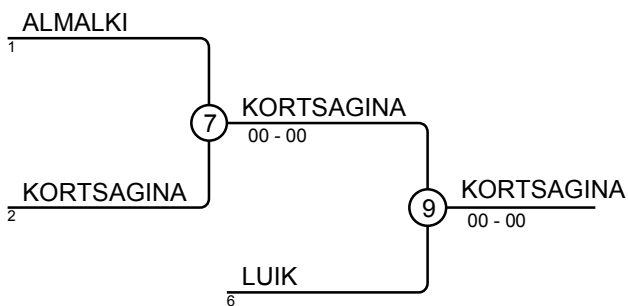 ALMALKI
1
7
KORTSAGINA
00 - 00
KORTSAGINA
2
9
KORTSAGINA
00 - 00
LUIK
6